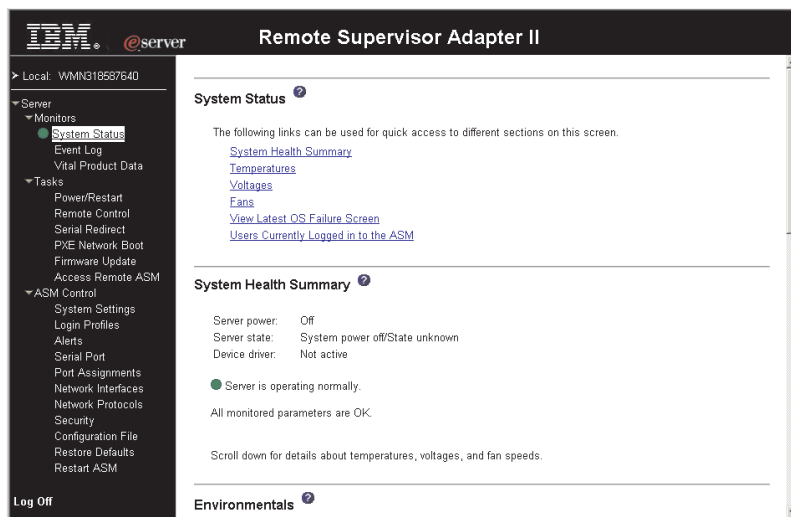 IBM® eserver
Remote Supervisor Adapter II
Local: WMN318587640
Server
Monitors
System Status
Event Log
Vital Product Data
Tasks
Power/Restart
Remote Control
Serial Redirect
PXE Network Boot
Firmware Update
Access Remote ASM
ASM Control
System Settings
Login Profiles
Alerts
Serial Port
Port Assignments
Network Interfaces
Network Protocols
Security
Configuration File
Restore Defaults
Restart ASM
Log Off
System Status ?
The following links can be used for quick access to different sections on this screen.
System Health Summary
Temperatures
Voltages
Fans
View Latest OS Failure Screen
Users Currently Logged in to the ASM
System Health Summary ?
Server power: Off
Server state: System power off/State unknown
Device driver: Not active
Server is operating normally.
All monitored parameters are OK.
Scroll down for details about temperatures, voltages, and fan speeds.
Environmentals ?